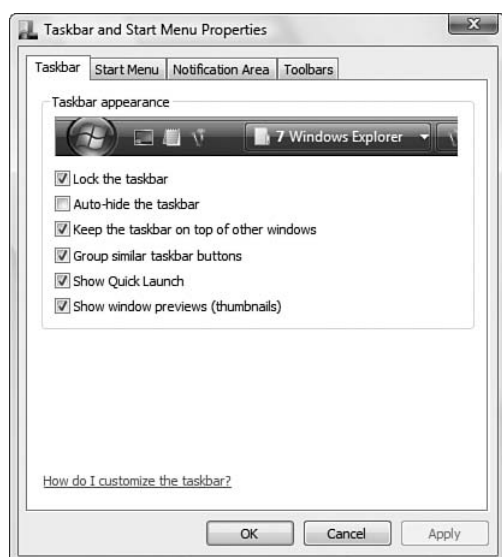 Taskbar and Start Menu Properties
Taskbar Start Menu Notification Area Toolbars
Taskbar appearance
7 Windows Explorer
Lock the taskbar
Auto-hide the taskbar
Keep the taskbar on top of other windows
Group similar taskbar buttons
Show Quick Launch
Show window previews (thumbnails)
How do I customize the taskbar?
OK Cancel Apply